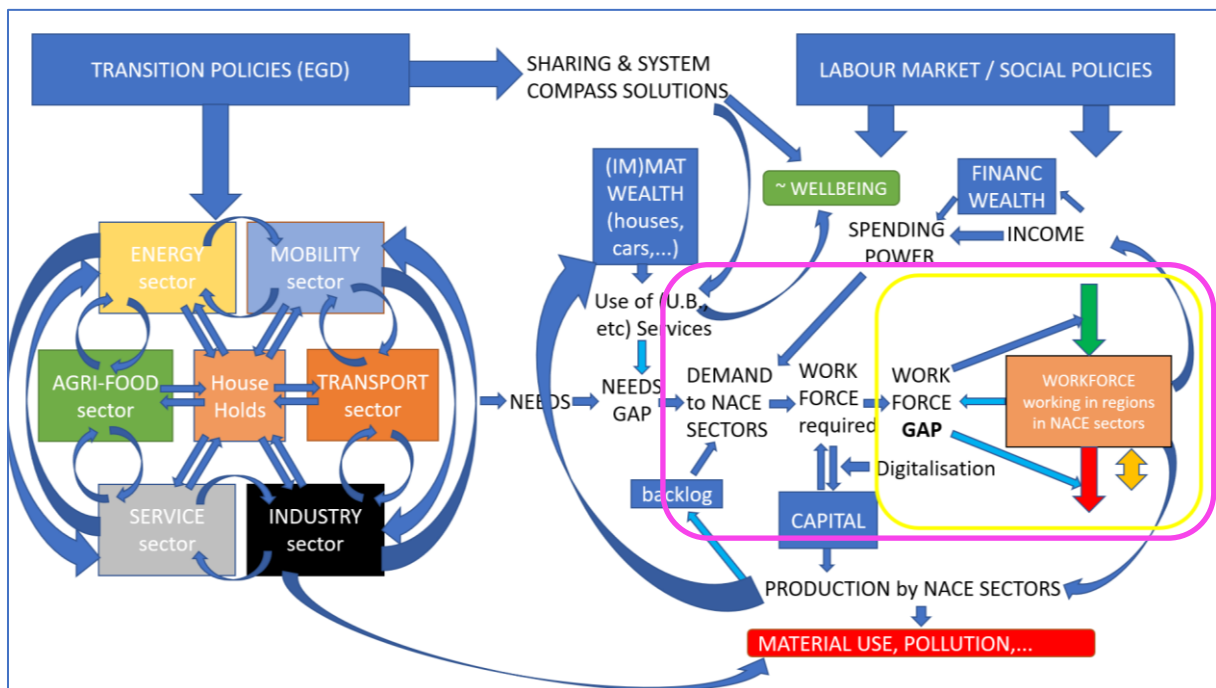 TRANSITION POLICIES (EGD)
SHARING & SYSTEM
COMPASS SOLUTIONS
LABOUR MARKET / SOCIAL POLICIES
(IM)MAT
WEALTH
(houses,
cars,...)
~ WELLBEING
FINANC
WEALTH
SPENDING
POWER
INCOME
ENERGY
sector
MOBILITY
sector
AGRI-FOOD
sector
House
Holds
TRANSPORT
sector
SERVICE
sector
INDUSTRY
sector
Use of (U.B.,
etc) Services
NEEDS
NEEDS
GAP
DEMAND
to NACE
SECTORS
WORK
FORCE
required
WORK
FORCE
GAP
WORKFORCE
working in regions
in NACE sectors
Digitalisation
backlog
CAPITAL
PRODUCTION by NACE SECTORS
MATERIAL USE, POLLUTION,...